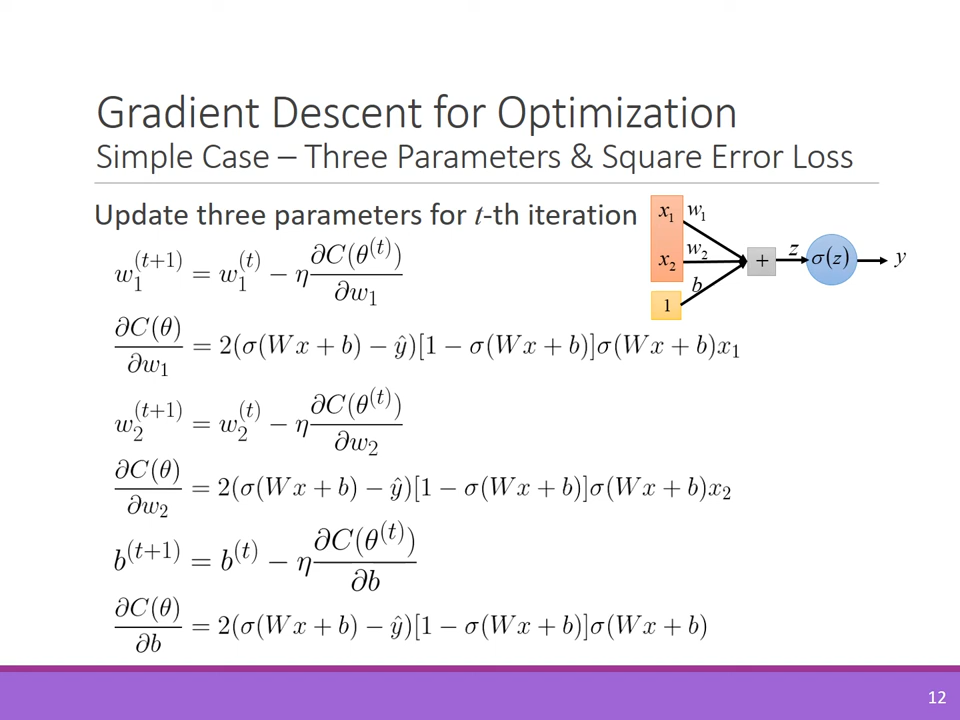 Gradient Descent for Optimization
Simple Case – Three Parameters & Square Error Loss
Update three parameters for t-th iteration
x₁ w₁
x₂ w₂
b
1
+ z σ(z) y
w₁^(t+1) = w₁^(t) − η ∂C(θ^(t))/∂w₁
∂C(θ)/∂w₁ = 2(σ(Wx + b) − ŷ)[1 − σ(Wx + b)]σ(Wx + b)x₁
w₂^(t+1) = w₂^(t) − η ∂C(θ^(t))/∂w₂
∂C(θ)/∂w₂ = 2(σ(Wx + b) − ŷ)[1 − σ(Wx + b)]σ(Wx + b)x₂
b^(t+1) = b^(t) − η ∂C(θ^(t))/∂b
∂C(θ)/∂b = 2(σ(Wx + b) − ŷ)[1 − σ(Wx + b)]σ(Wx + b)
12